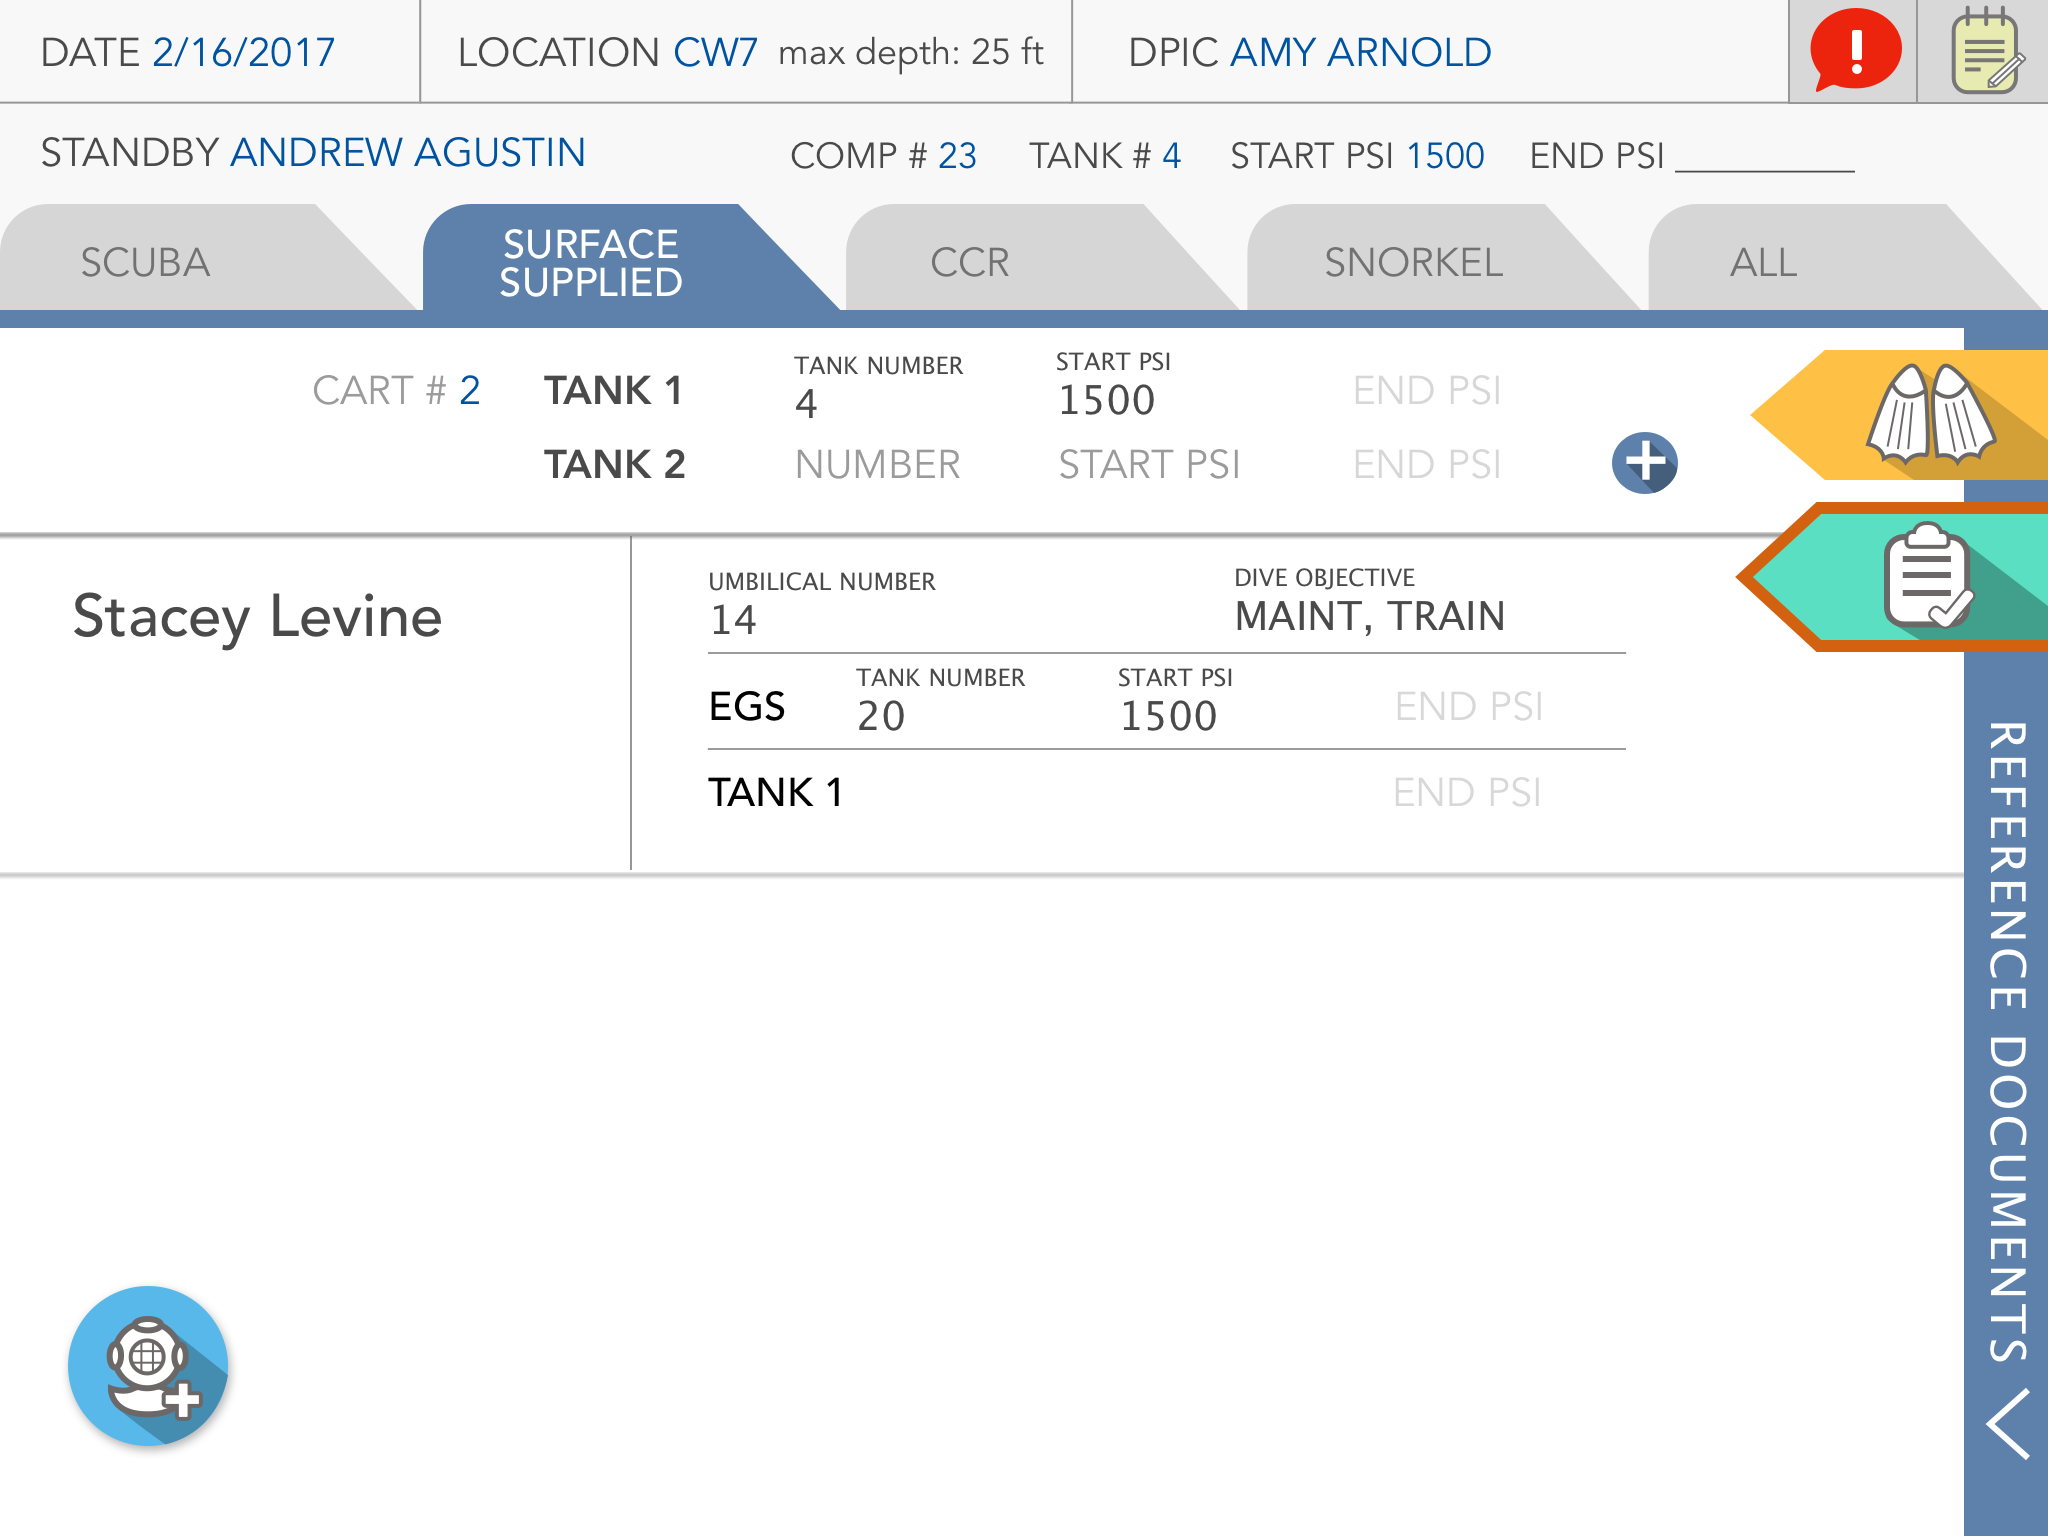 DATE 2/16/2017
LOCATION CW7 max depth: 25 ft
DPIC AMY ARNOLD
STANDBY ANDREW AGUSTIN
COMP # 23 TANK # 4 START PSI 1500 END PSI
SCUBA
SURFACE
SUPPLIED
CCR
SNORKEL
ALL
CART # 2
TANK 1
TANK NUMBER
4
START PSI
1500
END PSI
TANK 2
NUMBER
START PSI
END PSI
Stacey Levine
UMBILICAL NUMBER
14
DIVE OBJECTIVE
MAINT, TRAIN
EGS
TANK NUMBER
20
START PSI
1500
END PSI
TANK 1
END PSI
REFERENCE DOCUMENTS